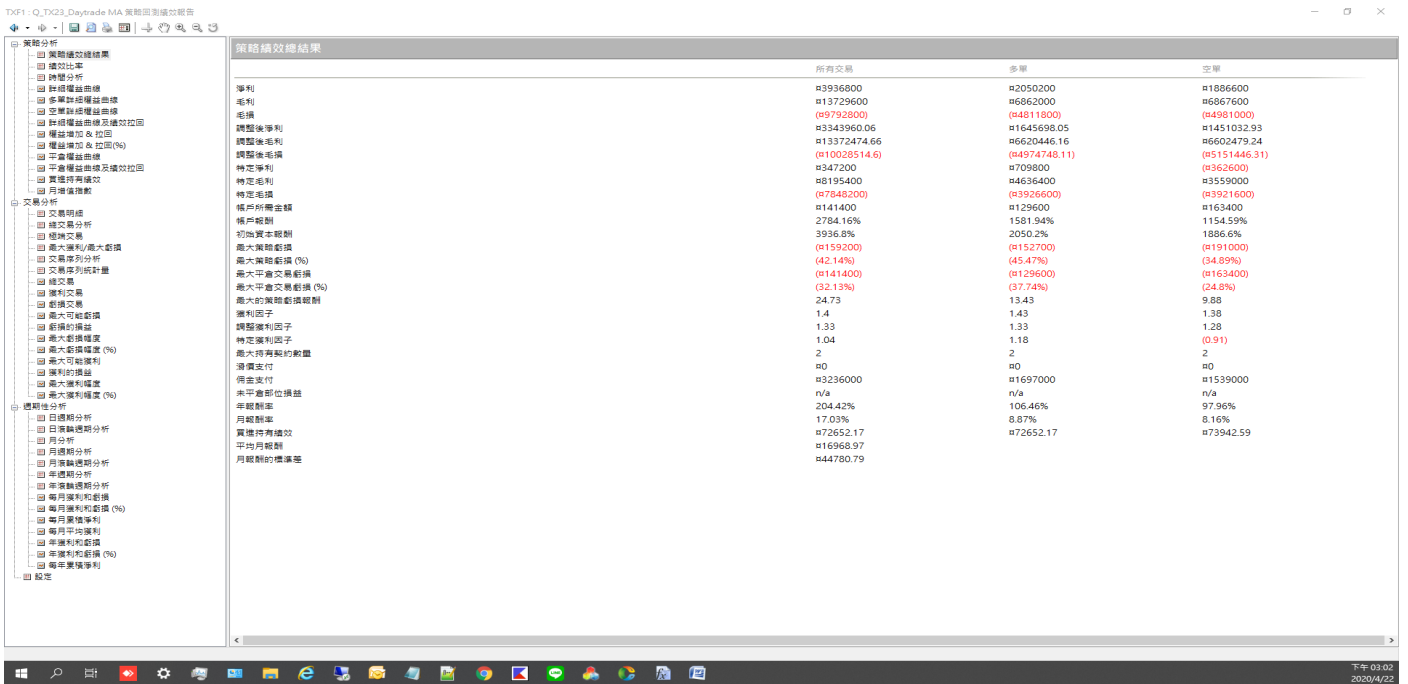 TXF1 : Q_TX23_Daytrade MA 策略回測績效報告
策略分析
策略績效總結果
績效比率
時間分析
詳細權益曲線
多單詳細權益曲線
空單詳細權益曲線
詳細權益曲線及績效拉回
權益增加 & 拉回
權益增加 & 拉回(%)
平倉權益曲線
平倉權益曲線及績效拉回
買進持有績效
月增值指數
交易分析
交易明細
總交易分析
極端交易
最大獲利/最大虧損
交易序列分析
交易序列統計量
總交易
獲利交易
虧損交易
最大可能虧損
虧損的損益
最大虧損幅度
最大虧損幅度 (%)
最大可能獲利
獲利的損益
最大獲利幅度
最大獲利幅度 (%)
週期性分析
日週期分析
日滾輪週期分析
月分析
月週期分析
月滾輪週期分析
年週期分析
年滾輪週期分析
每月獲利和虧損
每月獲利和虧損 (%)
每月累積淨利
每月平均獲利
年獲利和虧損
年獲利和虧損 (%)
每年累積淨利
設定
策略績效總結果
所有交易 多單 空單
淨利 ¤3936800 ¤2050200 ¤1886600
毛利 ¤13729600 ¤6862000 ¤6867600
毛損 (¤9792800) (¤4811800) (¤4981000)
調整後淨利 ¤3343960.06 ¤1645698.05 ¤1451032.93
調整後毛利 ¤13372474.66 ¤6620446.16 ¤6602479.24
調整後毛損 (¤10028514.6) (¤4974748.11) (¤5151446.31)
特定淨利 ¤347200 ¤709800 (¤362600)
特定毛利 ¤8195400 ¤4636400 ¤3559000
特定毛損 (¤7848200) (¤3926600) (¤3921600)
帳戶所需金額 ¤141400 ¤129600 ¤163400
帳戶報酬 2784.16% 1581.94% 1154.59%
初始資本報酬 3936.8% 2050.2% 1886.6%
最大策略虧損 (¤159200) (¤152700) (¤191000)
最大策略虧損 (%) (42.14%) (45.47%) (34.89%)
最大平倉交易虧損 (¤141400) (¤129600) (¤163400)
最大平倉交易虧損 (%) (32.13%) (37.74%) (24.8%)
最大的策略虧損報酬 24.73 13.43 9.88
獲利因子 1.4 1.43 1.38
調整獲利因子 1.33 1.33 1.28
特定獲利因子 1.04 1.18 (0.91)
最大持有契約數量 2 2 2
滑價支付 ¤0 ¤0 ¤0
佣金支付 ¤3236000 ¤1697000 ¤1539000
未平倉部位損益 n/a n/a n/a
年報酬率 204.42% 106.46% 97.96%
月報酬率 17.03% 8.87% 8.16%
買進持有績效 ¤72652.17 ¤72652.17 ¤73942.59
平均月報酬 ¤16968.97
月報酬的標準差 ¤44780.79
下午 03:02
2020/4/22